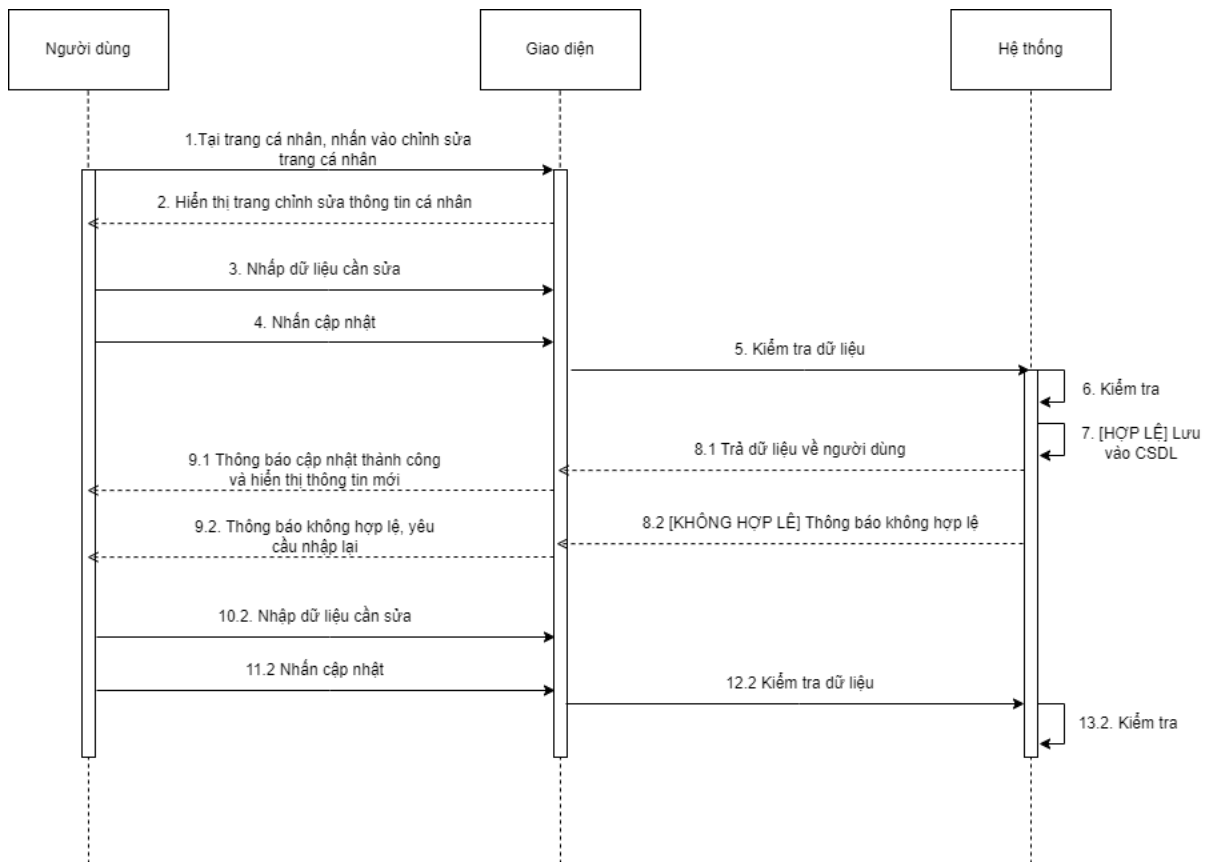 Người dùng
Giao diện
Hệ thống
1.Tại trang cá nhân, nhấn vào chỉnh sửa
trang cá nhân
2. Hiển thị trang chỉnh sửa thông tin cá nhân
3. Nhấp dữ liệu cần sửa
4. Nhấn cập nhật
5. Kiểm tra dữ liệu
6. Kiểm tra
7. [HỢP LỆ] Lưu
vào CSDL
8.1 Trả dữ liệu về người dùng
9.1 Thông báo cập nhật thành công
và hiển thị thông tin mới
8.2 [KHÔNG HỢP LỆ] Thông báo không hợp lệ
9.2. Thông báo không hợp lệ, yêu
cầu nhập lại
10.2. Nhập dữ liệu cần sửa
11.2 Nhấn cập nhật
12.2 Kiểm tra dữ liệu
13.2. Kiểm tra